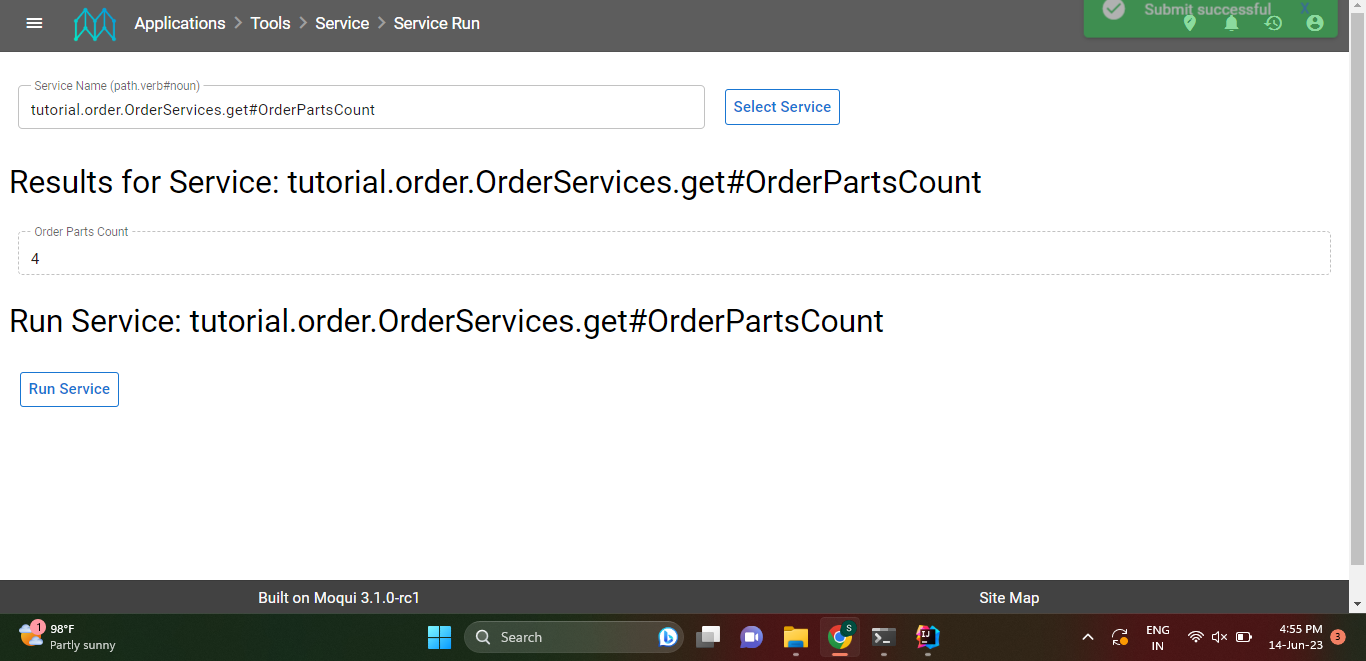 Applications > Tools > Service > Service Run
Submit successful X
Service Name (path.verb#noun)
tutorial.order.OrderServices.get#OrderPartsCount
Select Service
Results for Service: tutorial.order.OrderServices.get#OrderPartsCount
Order Parts Count
4
Run Service: tutorial.order.OrderServices.get#OrderPartsCount
Run Service
Built on Moqui 3.1.0-rc1
Site Map
1
98°F
Partly sunny
Search
S
IJ
ENG
IN
4:55 PM
14-Jun-23
3